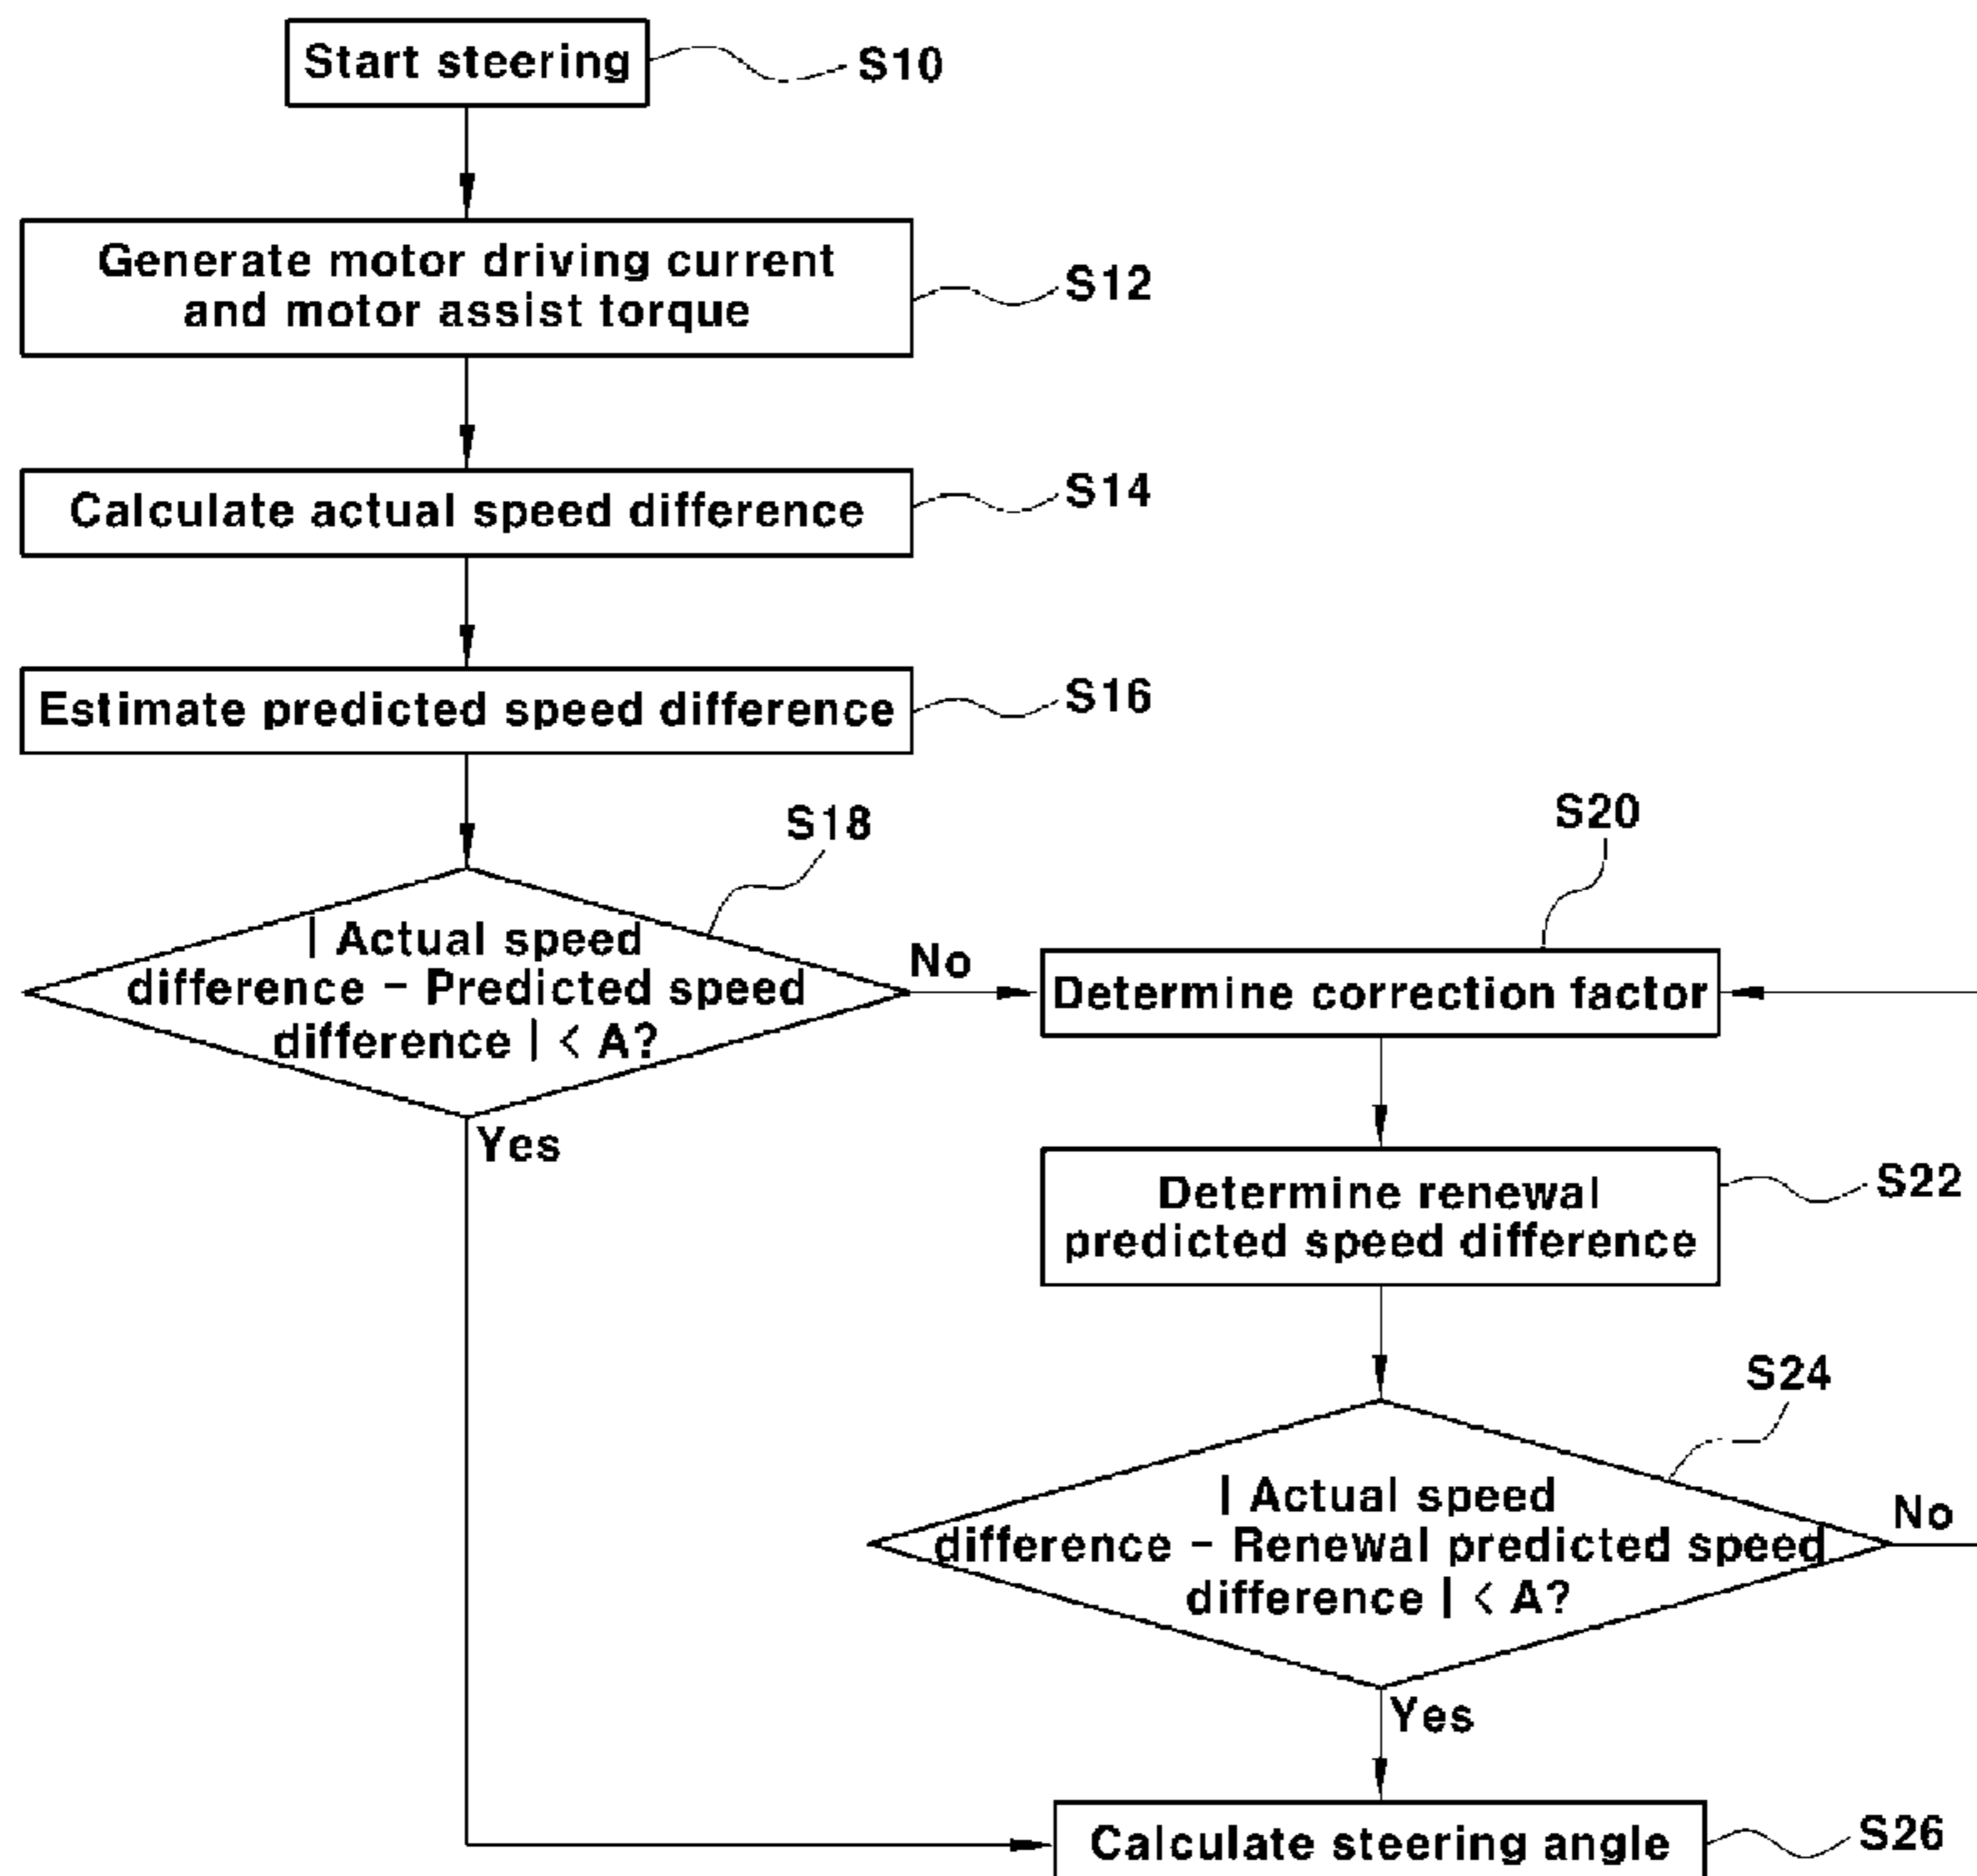 Start steering
S10
Generate motor driving current
and motor assist torque
S12
Calculate actual speed difference
S14
Estimate predicted speed difference
S16
S18
| Actual speed
difference – Predicted speed
difference | < A?
No
Yes
S20
Determine correction factor
Determine renewal
predicted speed difference
S22
S24
| Actual speed
difference – Renewal predicted speed
difference | < A?
No
Yes
Calculate steering angle
S26